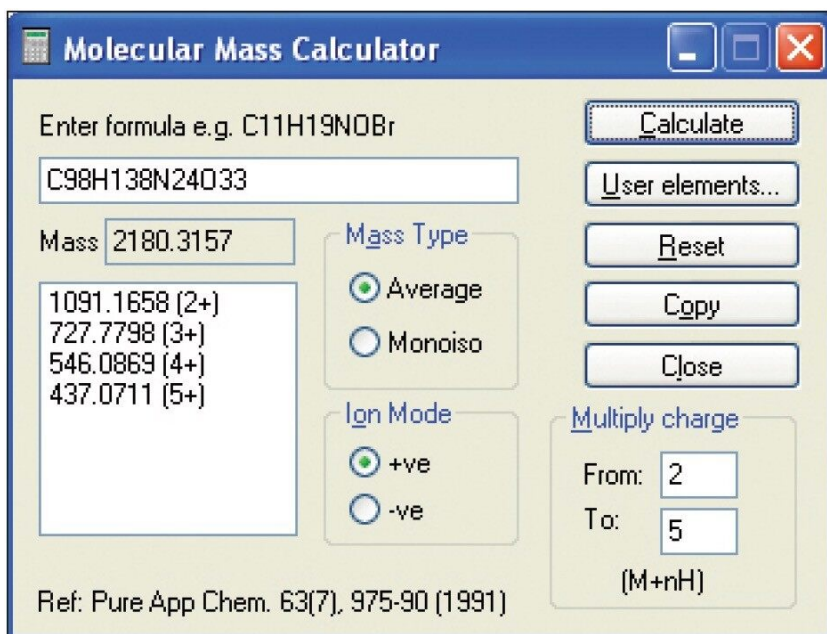 Molecular Mass Calculator
Enter formula e.g. C11H19NOBr
C98H138N24O33
Mass 2180.3157
1091.1658 (2+)
727.7798 (3+)
546.0869 (4+)
437.0711 (5+)
Mass Type
Average
Monoiso
Ion Mode
+ve
-ve
Calculate
User elements...
Reset
Copy
Close
Multiply charge
From: 2
To: 5
(M+nH)
Ref: Pure App Chem. 63(7), 975-90 (1991)